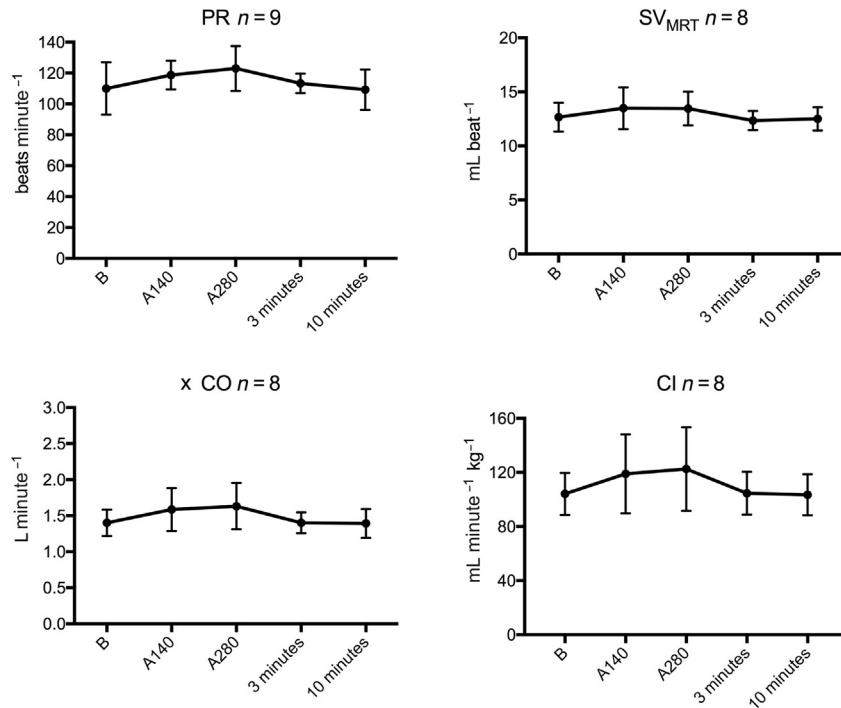 PR n = 9
beats minute⁻¹
140
120
100
80
60
40
20
0
B
A140
A280
3 minutes
10 minutes
SV_MRT n = 8
mL beat⁻¹
20
15
10
5
0
B
A140
A280
3 minutes
10 minutes
x CO n = 8
L minute⁻¹
3.0
2.5
2.0
1.5
1.0
0.5
0.0
B
A140
A280
3 minutes
10 minutes
CI n = 8
mL minute⁻¹ kg⁻¹
160
120
80
40
0
B
A140
A280
3 minutes
10 minutes